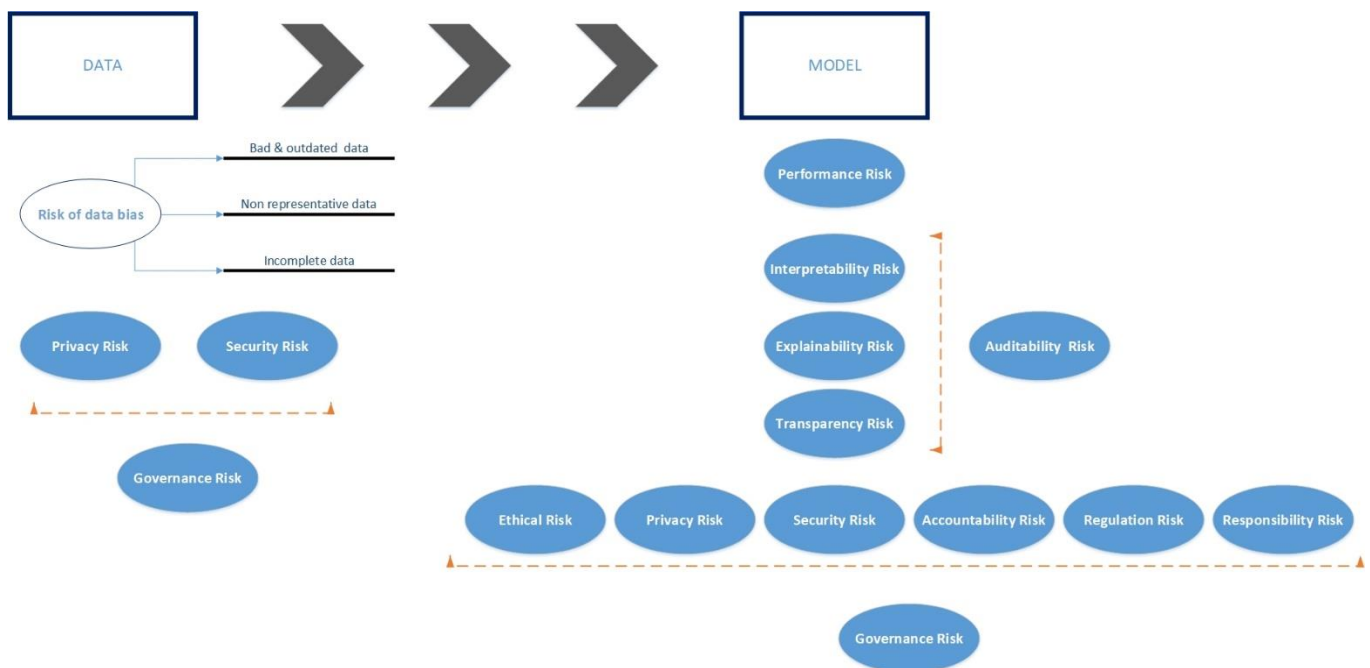 DATA
MODEL
Bad & outdated data
Risk of data bias
Non representative data
Incomplete data
Privacy Risk
Security Risk
Governance Risk
Performance Risk
Interpretability Risk
Explainability Risk
Transparency Risk
Auditability Risk
Ethical Risk
Privacy Risk
Security Risk
Accountability Risk
Regulation Risk
Responsibility Risk
Governance Risk